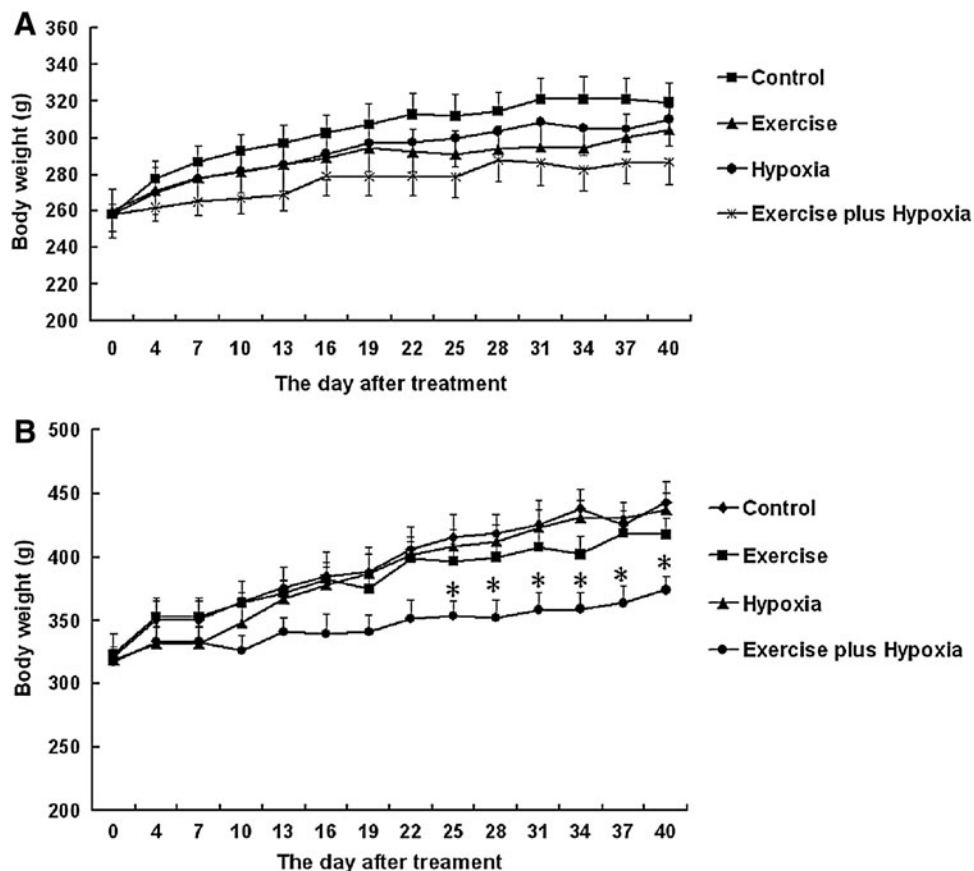 A
360
340
320
300
280
260
240
220
200
Body weight (g)
0 4 7 10 13 16 19 22 25 28 31 34 37 40
The day after treatment
Control
Exercise
Hypoxia
Exercise plus Hypoxia
B
500
450
400
350
300
250
200
Body weight (g)
* * * * * *
0 4 7 10 13 16 19 22 25 28 31 34 37 40
The day after treament
Control
Exercise
Hypoxia
Exercise plus Hypoxia